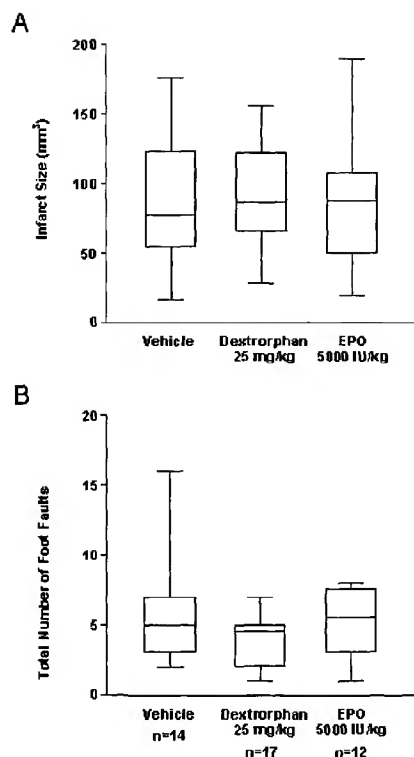 A
200
150
100
50
0
Infarct Size (mm³)
Vehicle Dextrorphan EPO
25 mg/kg 5000 IU/kg
B
20
15
10
5
0
Total Number of Foot Faults
Vehicle Dextrorphan EPO
25 mg/kg 5000 IU/kg
n=14 n=17 n=12